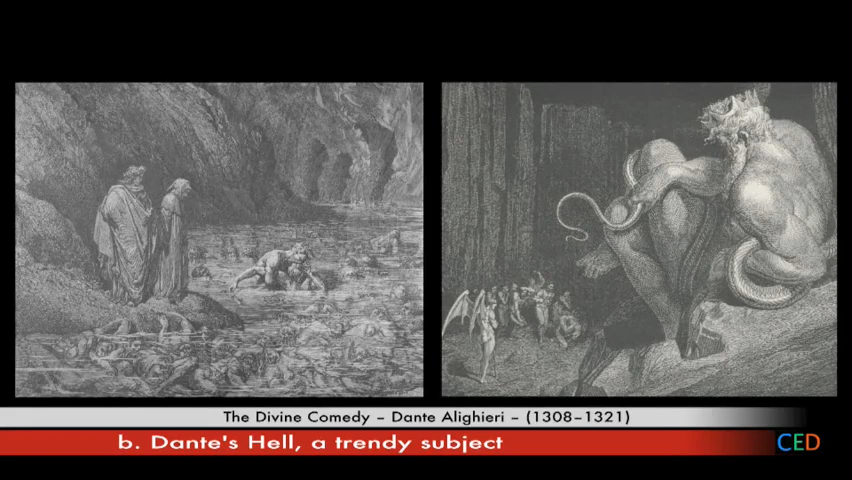 The Divine Comedy – Dante Alighieri – (1308–1321)
b. Dante's Hell, a trendy subject
CED